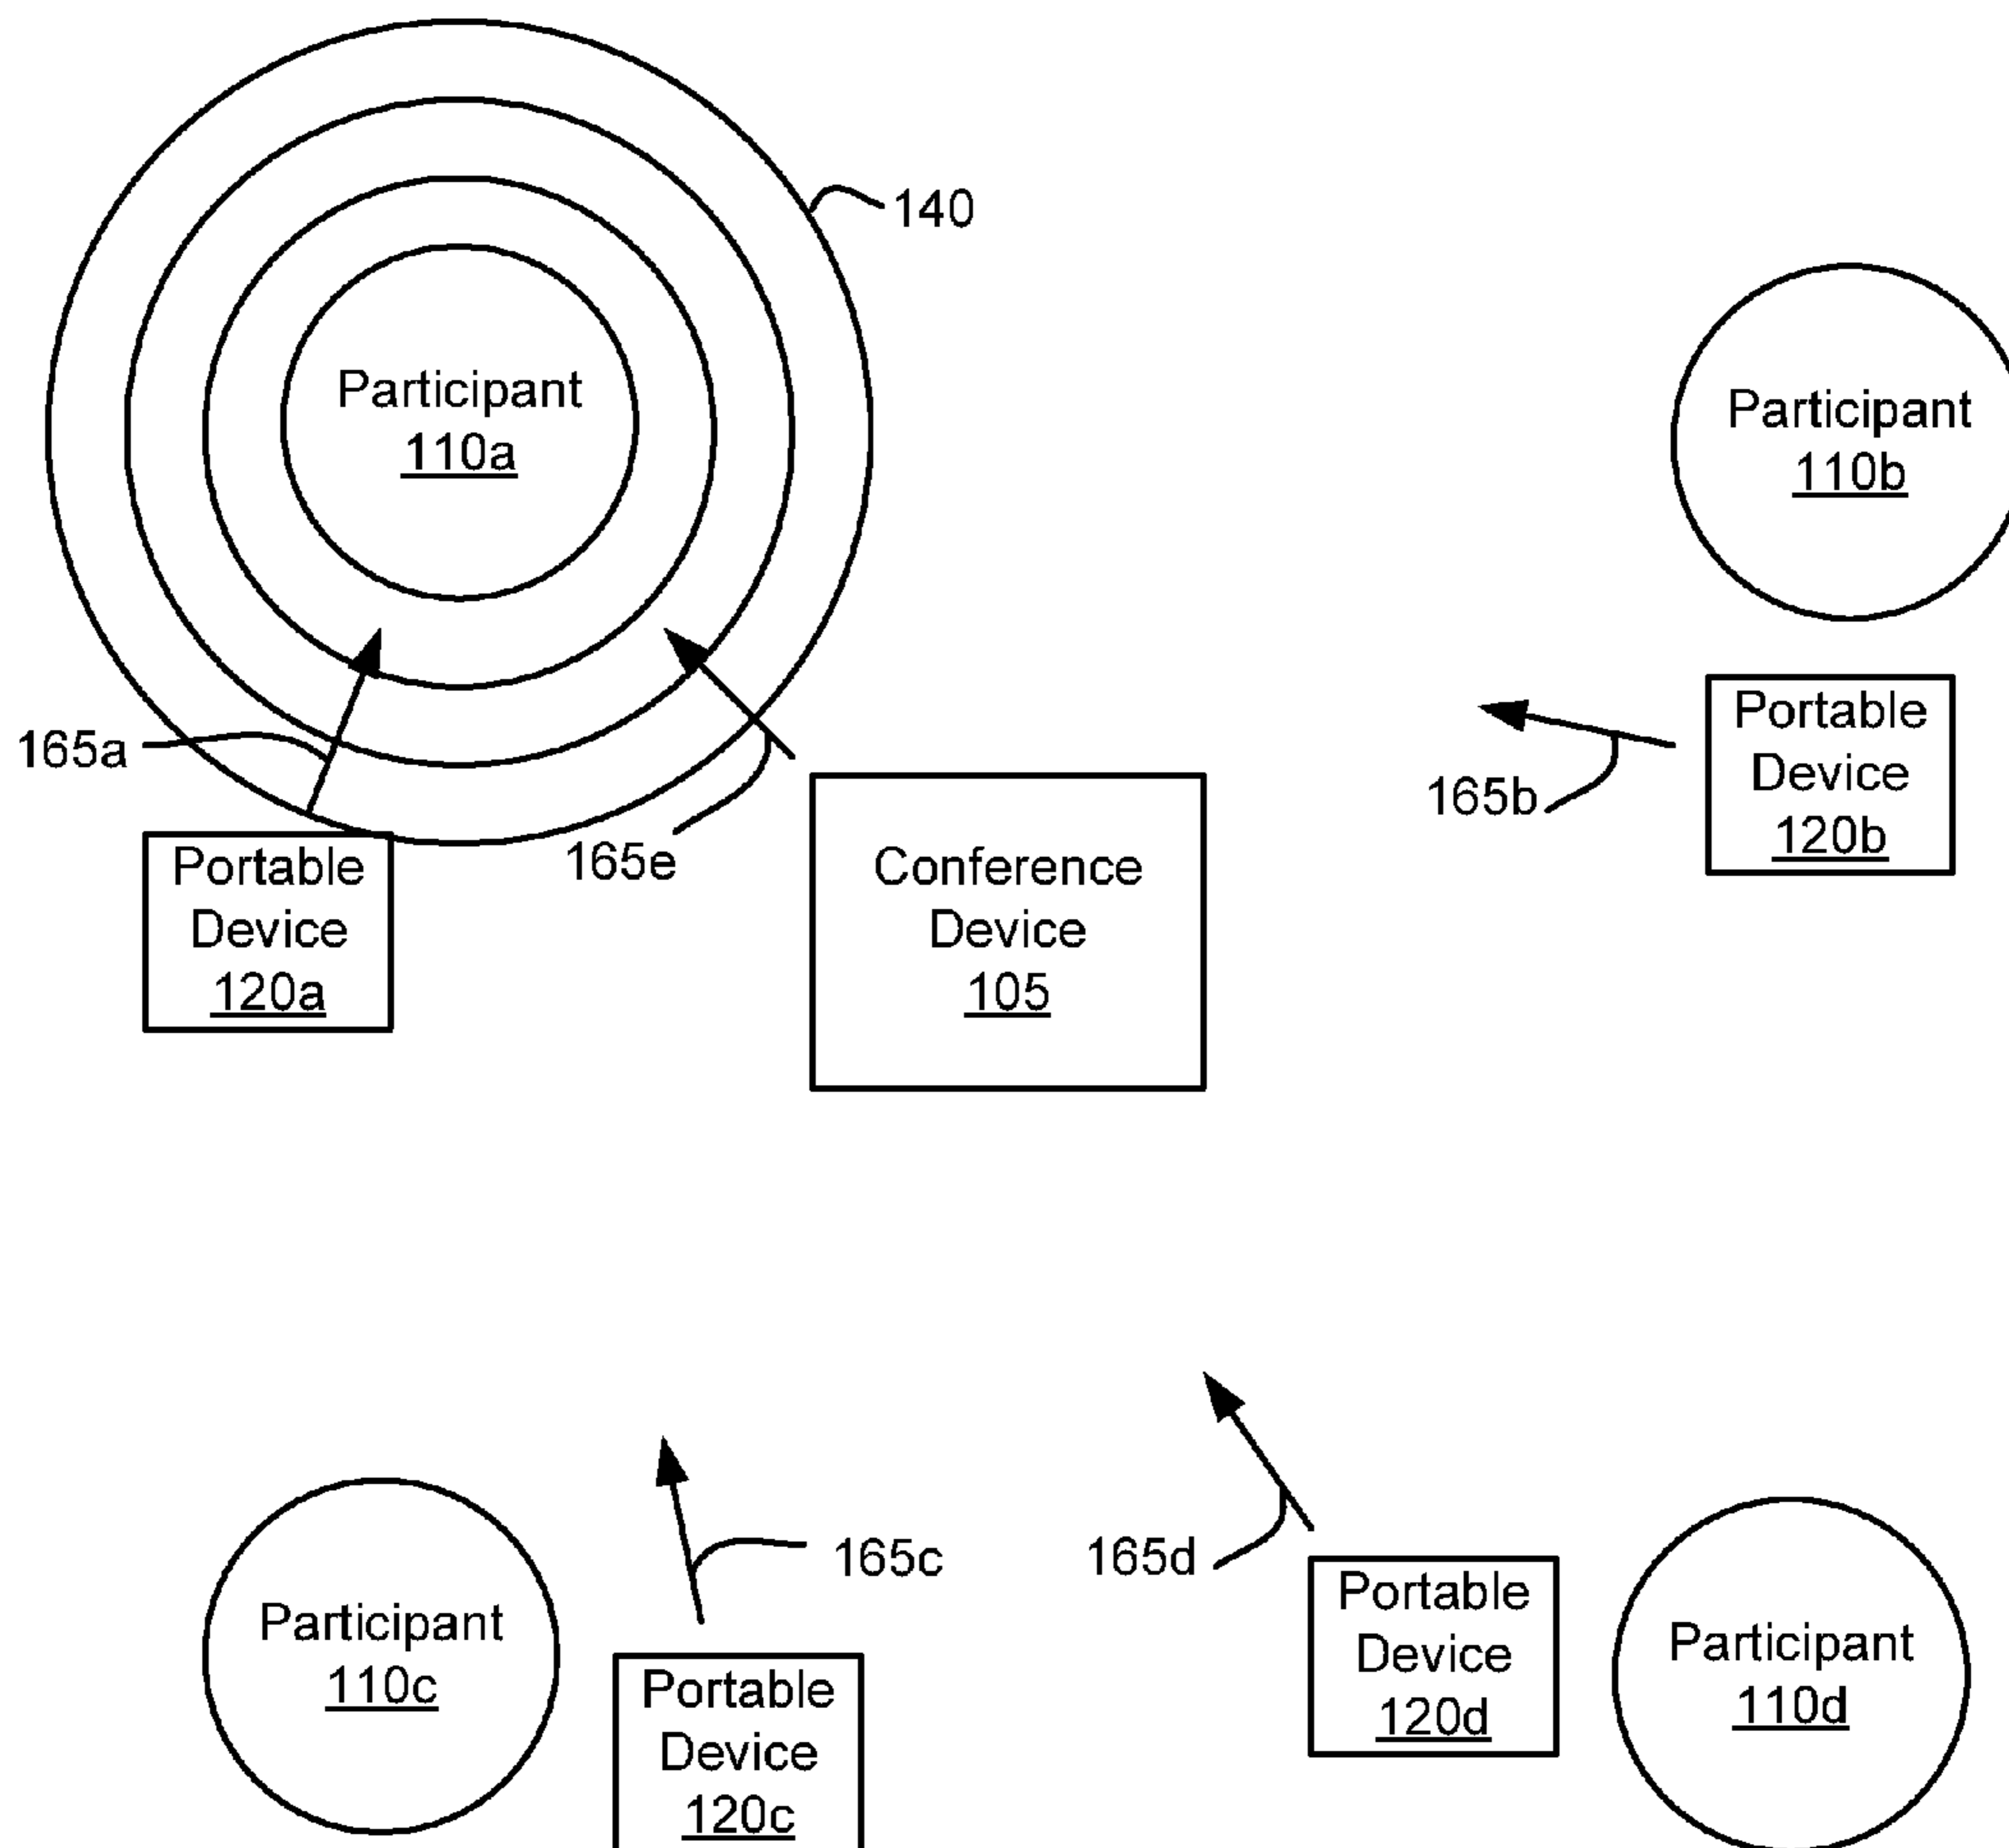 140
Participant
110a
Participant
110b
165a
165e
165b
Portable
Device
120b
Portable
Device
120a
Conference
Device
105
165c
165d
Participant
110c
Portable
Device
120c
Portable
Device
120d
Participant
110d